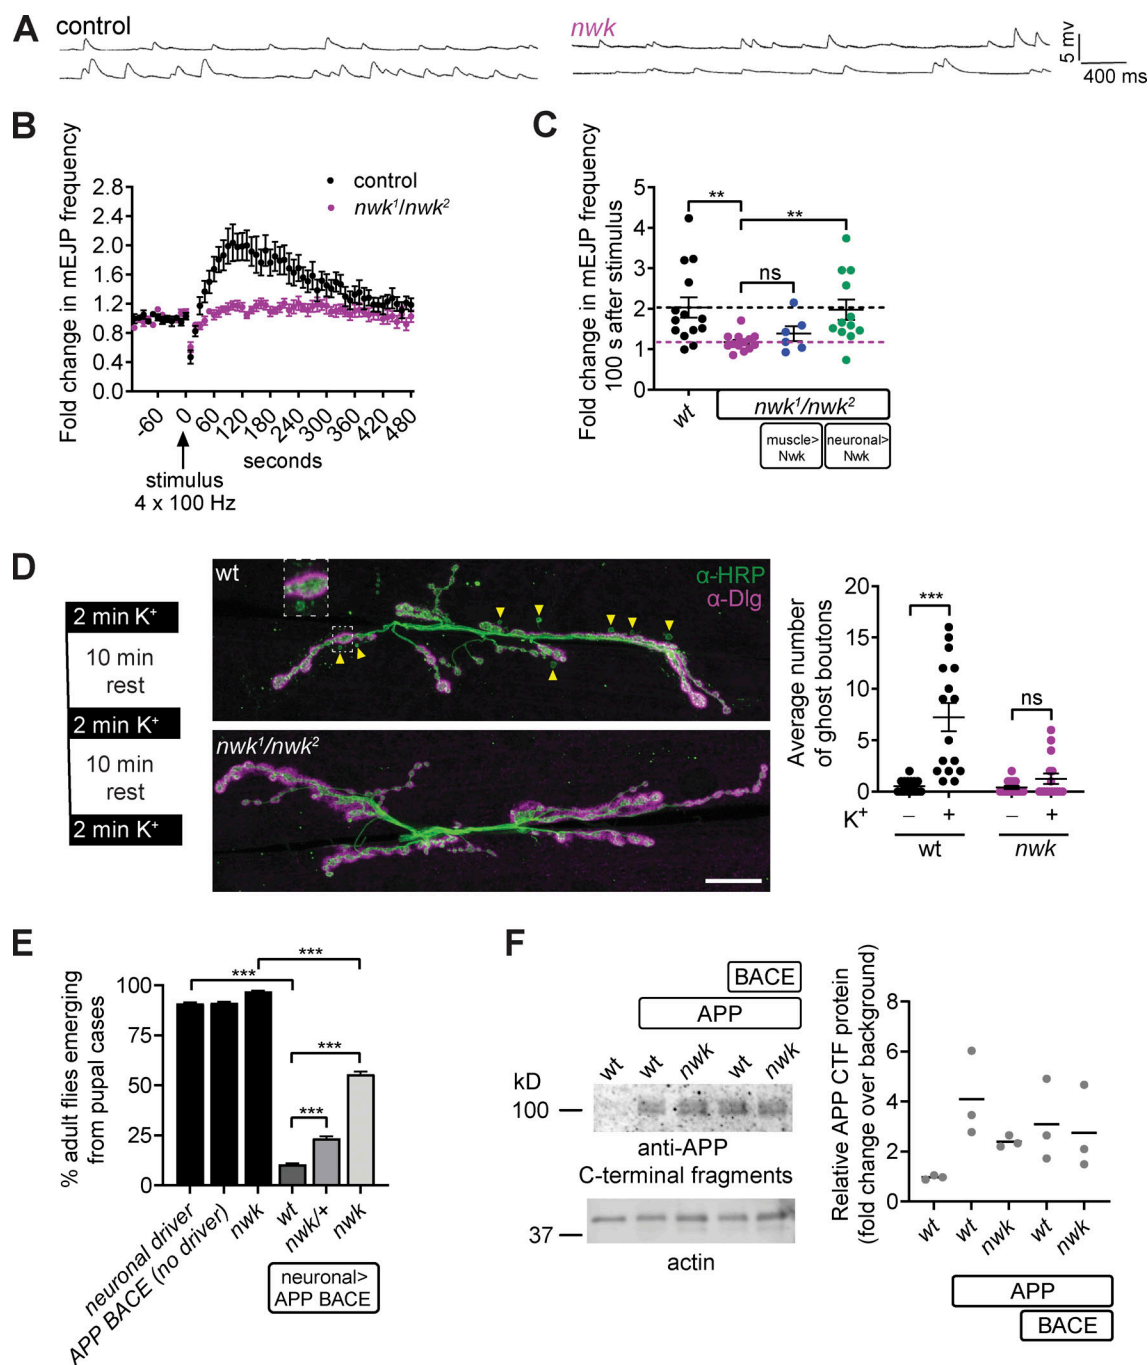 A
control
nwk
5 mv
400 ms
B
Fold change in mEJP frequency
2.8
2.4
2.0
1.6
1.2
0.8
0.4
0.0
control
nwk¹/nwk²
-60
0
60
120
180
240
300
360
420
480
seconds
stimulus
4 x 100 Hz
C
Fold change in mEJP frequency
100 s after stimulus
5
4
3
2
1
0
**
**
ns
wt
nwk¹/nwk²
muscle>
Nwk
neuronal>
Nwk
D
2 min K⁺
10 min
rest
2 min K⁺
10 min
rest
2 min K⁺
wt
α-HRP
α-Dlg
nwk¹/nwk²
Average number
of ghost boutons
20
15
10
5
0
***
ns
K⁺
–
+
–
+
wt
nwk
E
% adult flies emerging
from pupal cases
100
75
50
25
0
***
***
***
***
neuronal driver
APP BACE (no driver)
nwk
wt
nwk/+
nwk
neuronal>
APP BACE
F
BACE
APP
wt
wt
nwk
wt
nwk
kD
100
anti-APP
C-terminal fragments
37
actin
Relative APP CTF protein
(fold change over background)
8
6
4
2
0
wt
wt
nwk
wt
nwk
APP
BACE